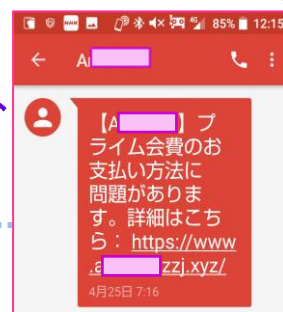 NHK 85% 12:15
A
【A 】プ
ライム会費のお
支払い方法に
問題がありま
す。詳細はこち
ら： https://www
.a zzj.xyz/
4月25日 7:16